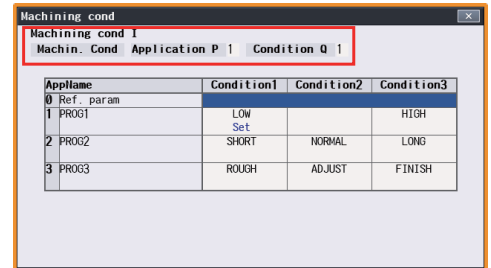 Machining cond
Machining cond I
Machin. Cond Application P 1 Condition Q 1
AppName Condition1 Condition2 Condition3
0 Ref. param
1 PROG1 LOW HIGH
Set
2 PROG2 SHORT NORMAL LONG
3 PROG3 ROUGH ADJUST FINISH